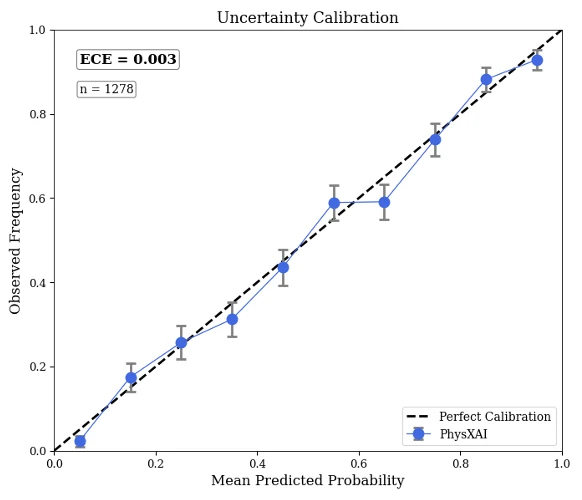 Uncertainty Calibration
1.0
ECE = 0.003
n = 1278
0.8
0.6
0.4
0.2
0.0
Observed Frequency
Perfect Calibration
PhysXAI
0.0 0.2 0.4 0.6 0.8 1.0
Mean Predicted Probability